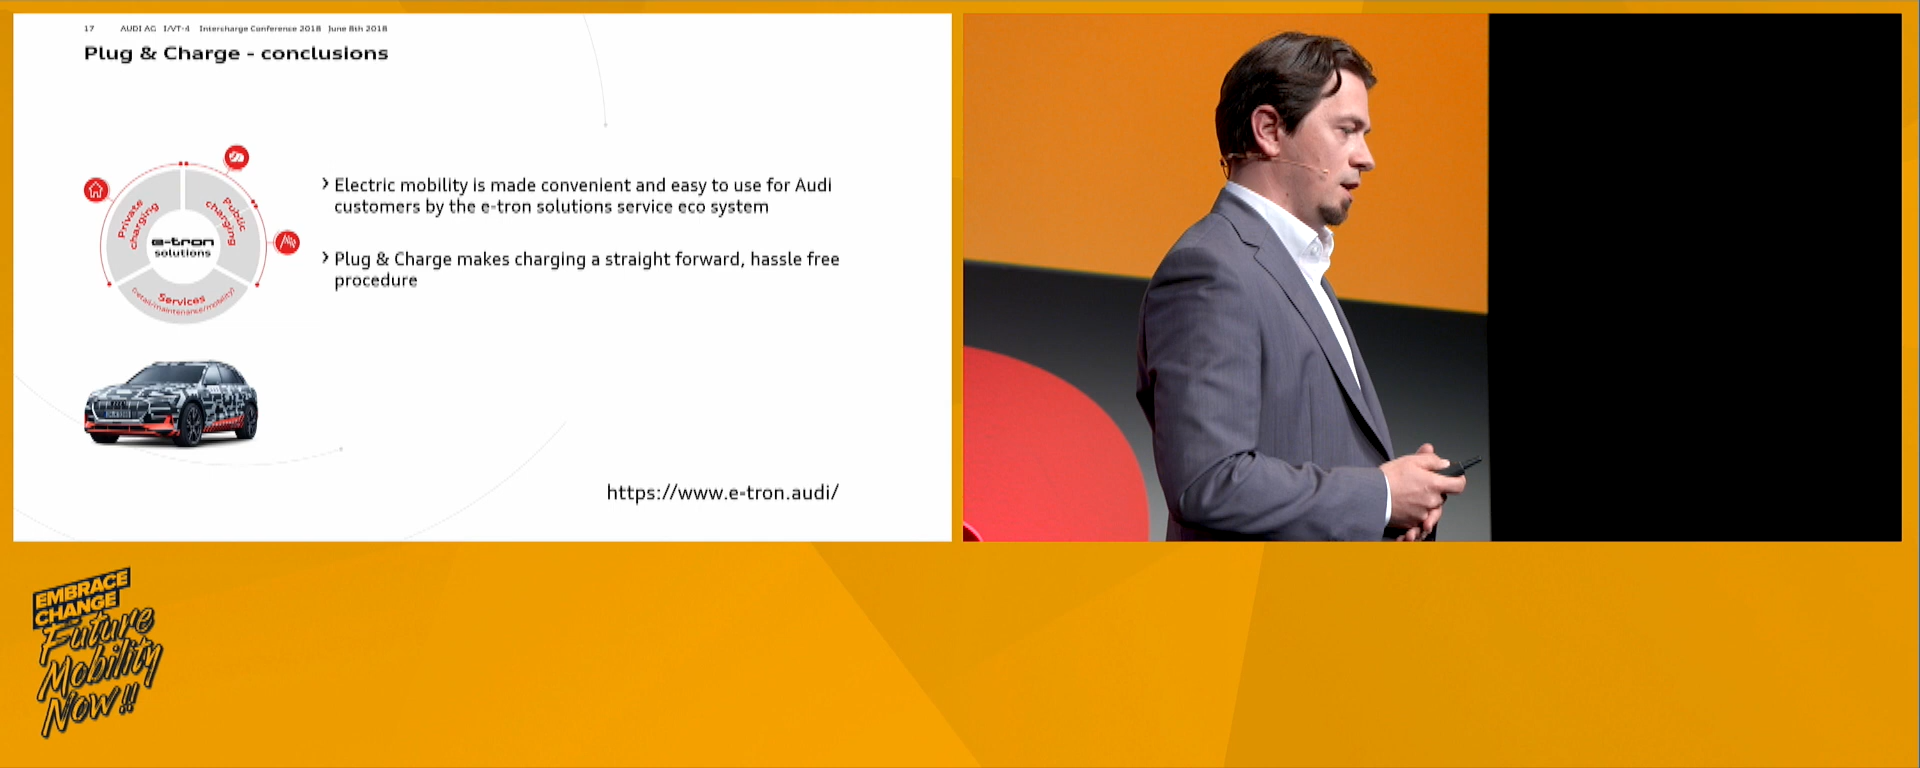 17 AUDI AG I/VT-4 Intercharge Conference 2018 June 8th 2018
Plug & Charge - conclusions
Private
charging
Public
charging
e-tron
solutions
Services
(retail/maintenance/mobility)
› Electric mobility is made convenient and easy to use for Audi
customers by the e-tron solutions service eco system
› Plug & Charge makes charging a straight forward, hassle free
procedure
https://www.e-tron.audi/
EMBRACE
CHANGE
Future
Mobility
Now!!